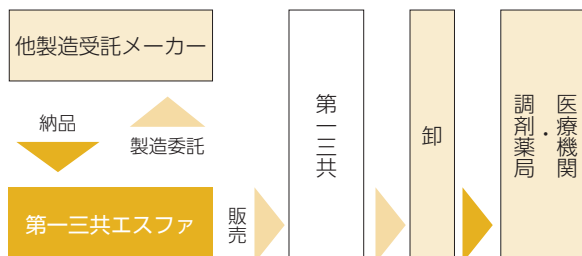 他製造受託メーカー
納品
製造委託
第一三共エスファ
販売
第一三共
卸
医療機関・
調剤薬局